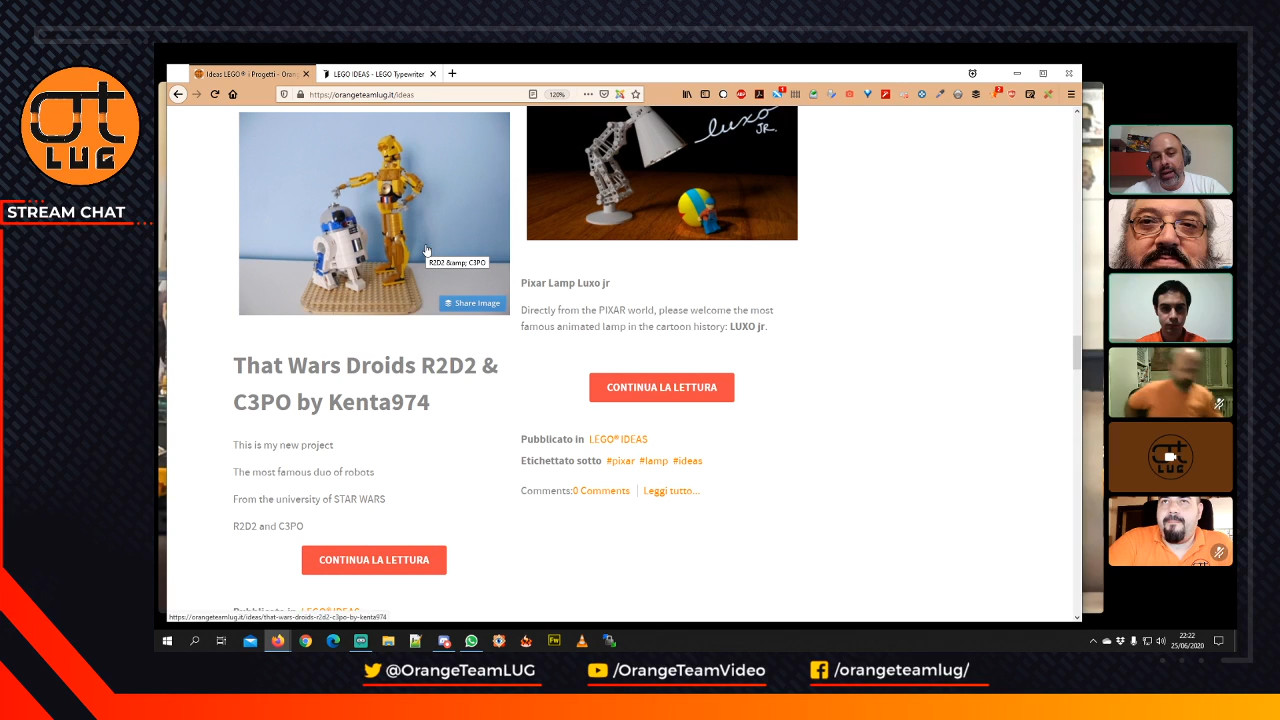 LUG
STREAM CHAT
Ideas LEGO® i Progetti - Oran
LEGO IDEAS - LEGO Typewriter
https://orangeteamlug.it/ideas
120%
luxo
JR.
R2D2 &amp; C3PO
Share Image
Pixar Lamp Luxo jr
Directly from the PIXAR world, please welcome the most
famous animated lamp in the cartoon history: LUXO jr.
CONTINUA LA LETTURA
Pubblicato in LEGO® IDEAS
Etichettato sotto #pixar #lamp #ideas
Comments:0 Comments Leggi tutto...
That Wars Droids R2D2 &
C3PO by Kenta974
This is my new project
The most famous duo of robots
From the university of STAR WARS
R2D2 and C3PO
CONTINUA LA LETTURA
Pubblicato in LEGO® IDEAS
https://orangeteamlug.it/ideas/that-wars-droids-r2d2-c3po-by-kenta974
LUG
22:22
25/06/2020
@OrangeTeamLUG
/OrangeTeamVideo
/orangeteamlug/